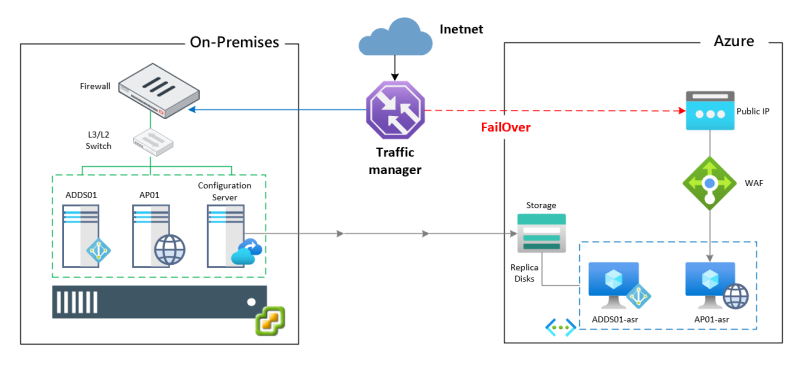 On-Premises
Inetnet
Azure
Firewall
Public IP
FailOver
L3/L2
Switch
Traffic
manager
ADDS01
AP01
Configuration
Server
WAF
Storage
Replica
Disks
ADDS01-asr
AP01-asr